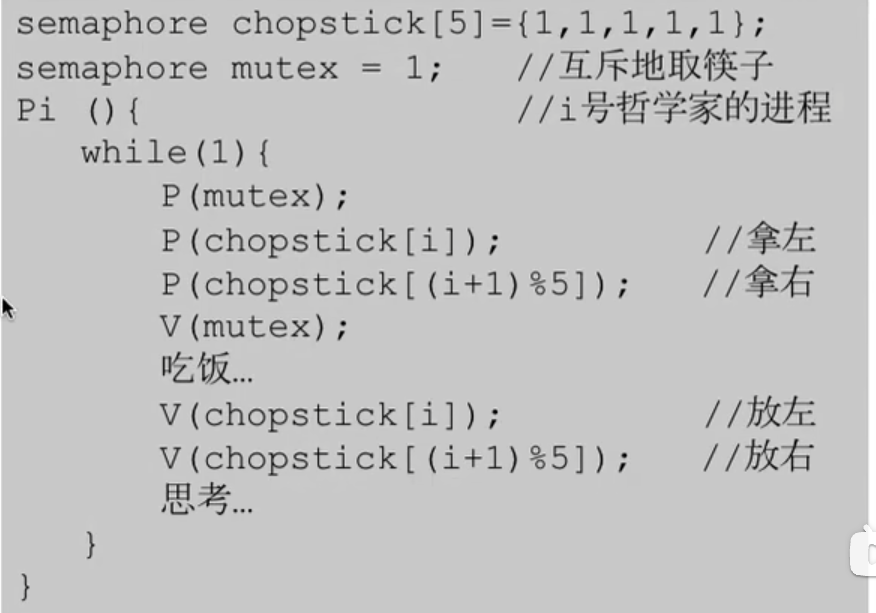 semaphore chopstick[5]={1,1,1,1,1};
semaphore mutex = 1; //互斥地取筷子
Pi (){ //i号哲学家的进程
while(1){
P(mutex);
P(chopstick[i]); //拿左
P(chopstick[(i+1)%5]); //拿右
V(mutex);
吃饭…
V(chopstick[i]); //放左
V(chopstick[(i+1)%5]); //放右
思考…
}
}